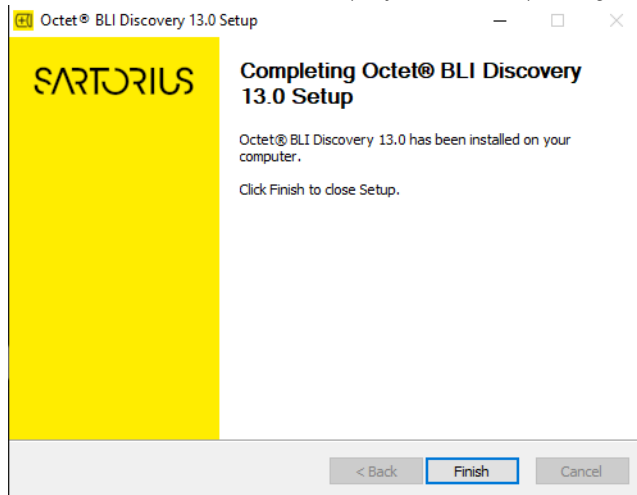 Octet® BLI Discovery 13.0 Setup
SARTORIUS
Completing Octet® BLI Discovery
13.0 Setup
Octet® BLI Discovery 13.0 has been installed on your
computer.
Click Finish to close Setup.
< Back
Finish
Cancel